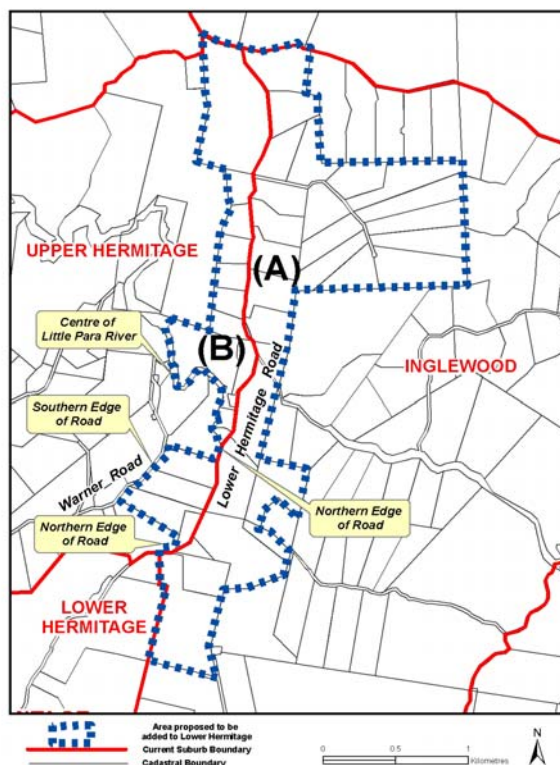 UPPER HERMITAGE
(A)
Centre of
Little Para River
(B)
INGLEWOOD
Lower Hermitage Road
Southern Edge
of Road
Warner Road
Northern Edge
of Road
Northern Edge
of Road
LOWER
HERMITAGE
Area proposed to be
added to Lower Hermitage
Current Suburb Boundary
Cadastral Boundary
0 0.5 1
Kilometres
N